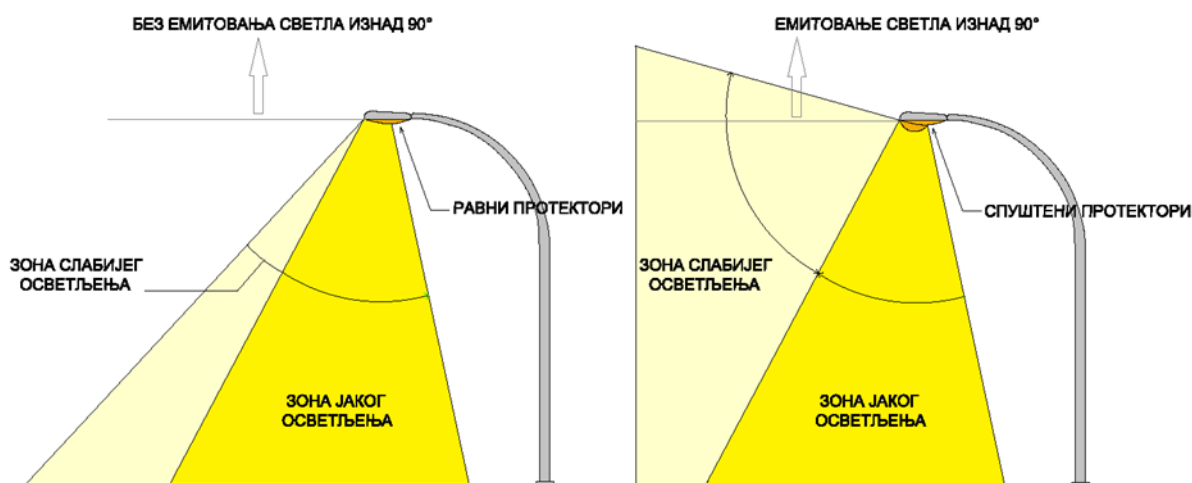 БЕЗ ЕМИТОВАЊА СВЕТЛА ИЗНАД 90°
РАВНИ ПРОТЕКТОРИ
ЗОНА СЛАБИЈЕГ
ОСВЕТЉЕЊА
ЗОНА ЈАКОГ
ОСВЕТЉЕЊА
ЕМИТОВАЊЕ СВЕТЛА ИЗНАД 90°
СПУШТЕНИ ПРОТЕКТОРИ
ЗОНА СЛАБИЈЕГ
ОСВЕТЉЕЊА
ЗОНА ЈАКОГ
ОСВЕТЉЕЊА